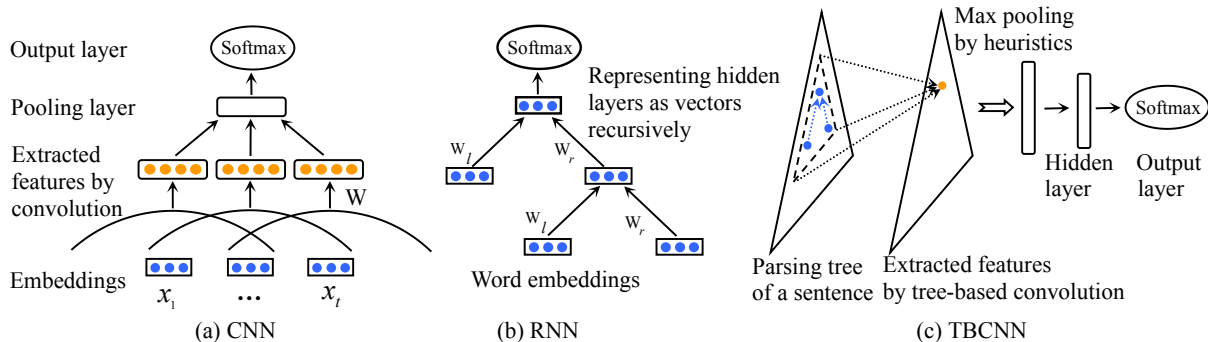 Output layer
Softmax
Pooling layer
Extracted
features by
convolution
W
Embeddings
x1
...
xt
(a) CNN
Softmax
Representing hidden
layers as vectors
recursively
Wl
Wr
Wl
Wr
Word embeddings
(b) RNN
Max pooling
by heuristics
Softmax
Hidden
layer
Output
layer
Parsing tree
of a sentence
Extracted features
by tree-based convolution
(c) TBCNN